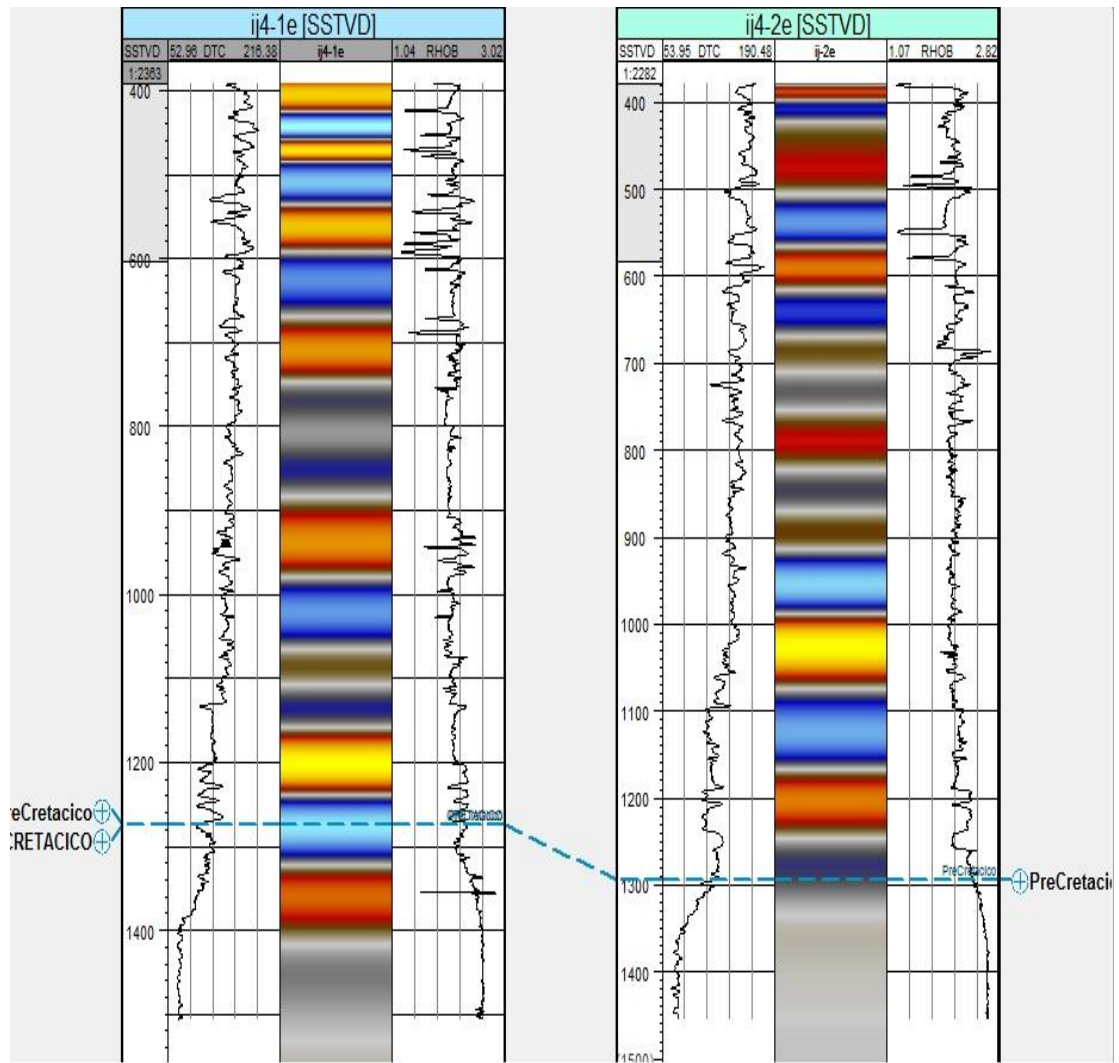 ij4-1e [SSTVD]
SSTVD 52.96 DTC 216.38 ij4-1e 1.04 RHOB 3.02
1:2363
400
600
800
1000
1200
1400
reCretacico
RETACICO
ij4-2e [SSTVD]
SSTVD 53.95 DTC 190.48 ij-2e 1.07 RHOB 2.82
1:2282
400
500
600
700
800
900
1000
1100
1200
1300
1400
(1500)
PreCretacico
PreCretaci